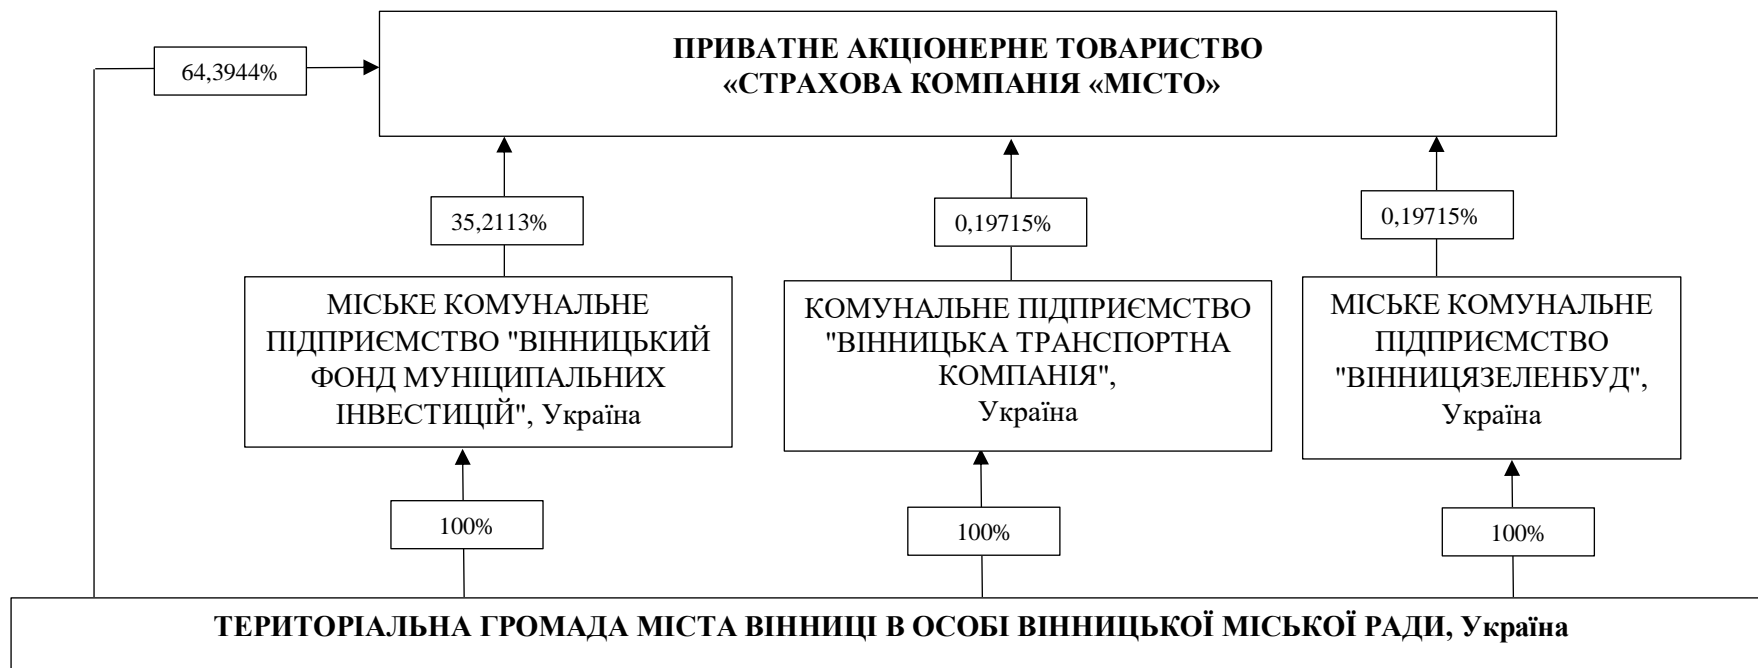 ПРИВАТНЕ АКЦІОНЕРНЕ ТОВАРИСТВО
«СТРАХОВА КОМПАНІЯ «МІСТО»
64,3944%
35,2113%
0,19715%
0,19715%
МІСЬКЕ КОМУНАЛЬНЕ
ПІДПРИЄМСТВО "ВІННИЦЬКИЙ
ФОНД МУНІЦИПАЛЬНИХ
ІНВЕСТИЦІЙ", Україна
КОМУНАЛЬНЕ ПІДПРИЄМСТВО
"ВІННИЦЬКА ТРАНСПОРТНА
КОМПАНІЯ",
Україна
МІСЬКЕ КОМУНАЛЬНЕ
ПІДПРИЄМСТВО
"ВІННИЦЯЗЕЛЕНБУД",
Україна
100%
100%
100%
ТЕРИТОРІАЛЬНА ГРОМАДА МІСТА ВІННИЦІ В ОСОБІ ВІННИЦЬКОЇ МІСЬКОЇ РАДИ, Україна